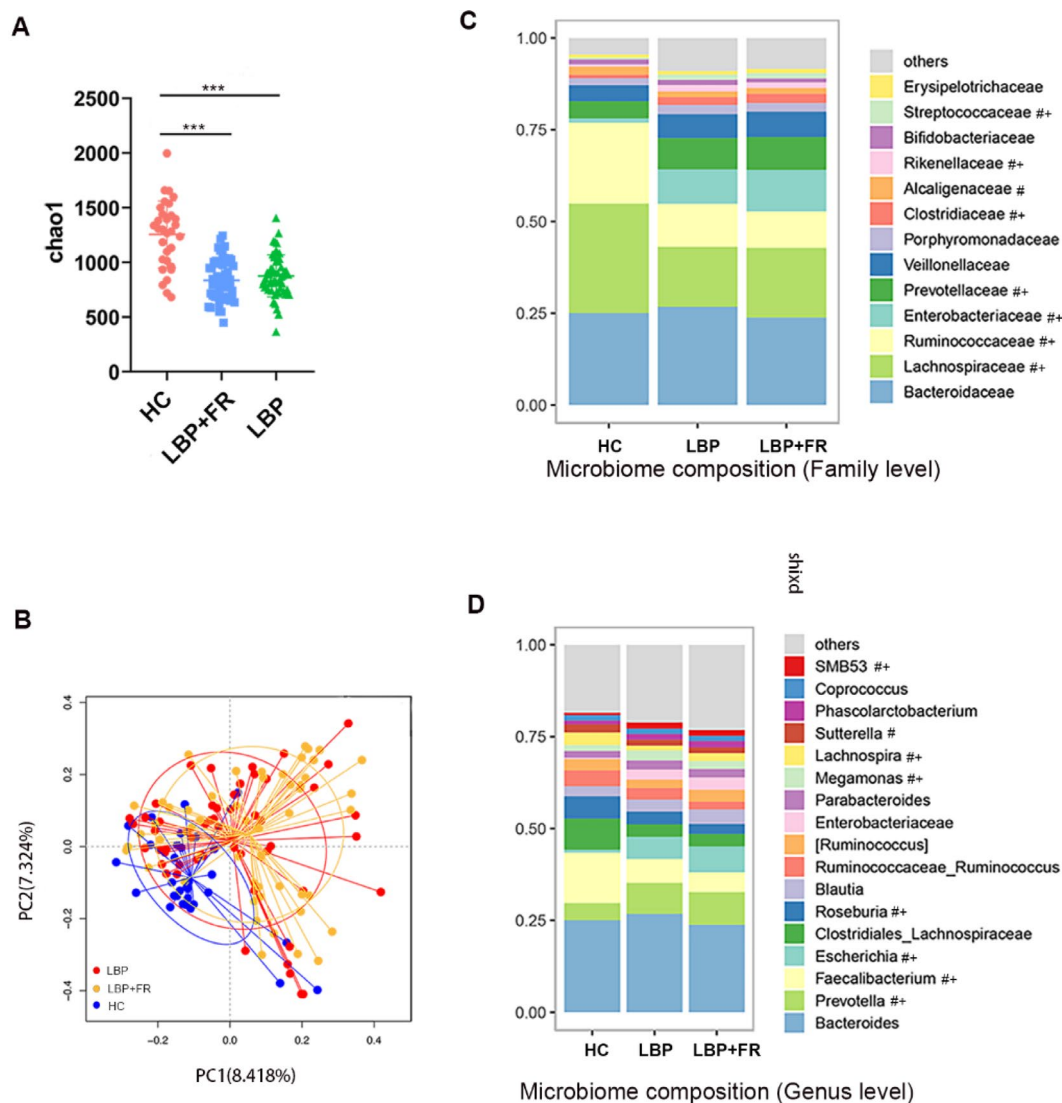 A
2500
2000
1500
1000
500
0
chao1
***
***
HC
LBP+FR
LBP
C
1.00
0.75
0.50
0.25
0.00
HC
LBP
LBP+FR
Microbiome composition (Family level)
others
Erysipelotrichaceae
Streptococcaceae #+
Bifidobacteriaceae
Rikenellaceae #+
Alcaligenaceae #
Clostridiaceae #+
Porphyromonadaceae
Veillonellaceae
Prevotellaceae #+
Enterobacteriaceae #+
Ruminococcaceae #+
Lachnospiraceae #+
Bacteroidaceae
B
0.4
0.2
0.0
-0.2
-0.4
PC2(7.324%)
LBP
LBP+FR
HC
-0.2
0.0
0.2
0.4
PC1(8.418%)
shixd
D
1.00
0.75
0.50
0.25
0.00
HC
LBP
LBP+FR
Microbiome composition (Genus level)
others
SMB53 #+
Coprococcus
Phascolarctobacterium
Sutterella #
Lachnospira #+
Megamonas #+
Parabacteroides
Enterobacteriaceae
[Ruminococcus]
Ruminococcaceae_Ruminococcus
Blautia
Roseburia #+
Clostridiales_Lachnospiraceae
Escherichia #+
Faecalibacterium #+
Prevotella #+
Bacteroides